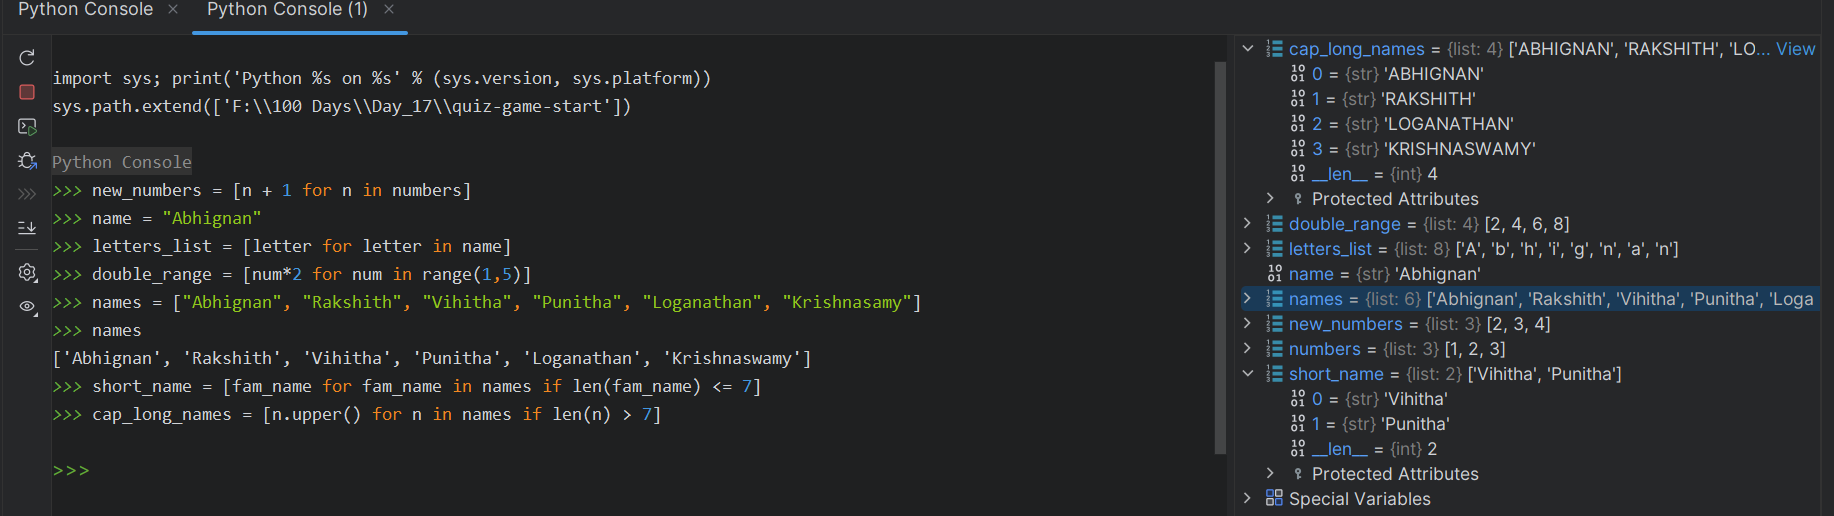 Python Console × Python Console (1) ×
import sys; print('Python %s on %s' % (sys.version, sys.platform))
sys.path.extend(['F:\\100 Days\\Day_17\\quiz-game-start'])
Python Console
>>> new_numbers = [n + 1 for n in numbers]
>>> name = "Abhignan"
>>> letters_list = [letter for letter in name]
>>> double_range = [num*2 for num in range(1,5)]
>>> names = ["Abhignan", "Rakshith", "Vihitha", "Punitha", "Loganathan", "Krishnasamy"]
>>> names
['Abhignan', 'Rakshith', 'Vihitha', 'Punitha', 'Loganathan', 'Krishnaswamy']
>>> short_name = [fam_name for fam_name in names if len(fam_name) <= 7]
>>> cap_long_names = [n.upper() for n in names if len(n) > 7]
>>>
cap_long_names = {list: 4} ['ABHIGNAN', 'RAKSHITH', 'LO... View
0 = {str} 'ABHIGNAN'
1 = {str} 'RAKSHITH'
2 = {str} 'LOGANATHAN'
3 = {str} 'KRISHNASWAMY'
__len__ = {int} 4
Protected Attributes
double_range = {list: 4} [2, 4, 6, 8]
letters_list = {list: 8} ['A', 'b', 'h', 'i', 'g', 'n', 'a', 'n']
name = {str} 'Abhignan'
names = {list: 6} ['Abhignan', 'Rakshith', 'Vihitha', 'Punitha', 'Loga
new_numbers = {list: 3} [2, 3, 4]
numbers = {list: 3} [1, 2, 3]
short_name = {list: 2} ['Vihitha', 'Punitha']
0 = {str} 'Vihitha'
1 = {str} 'Punitha'
__len__ = {int} 2
Protected Attributes
Special Variables